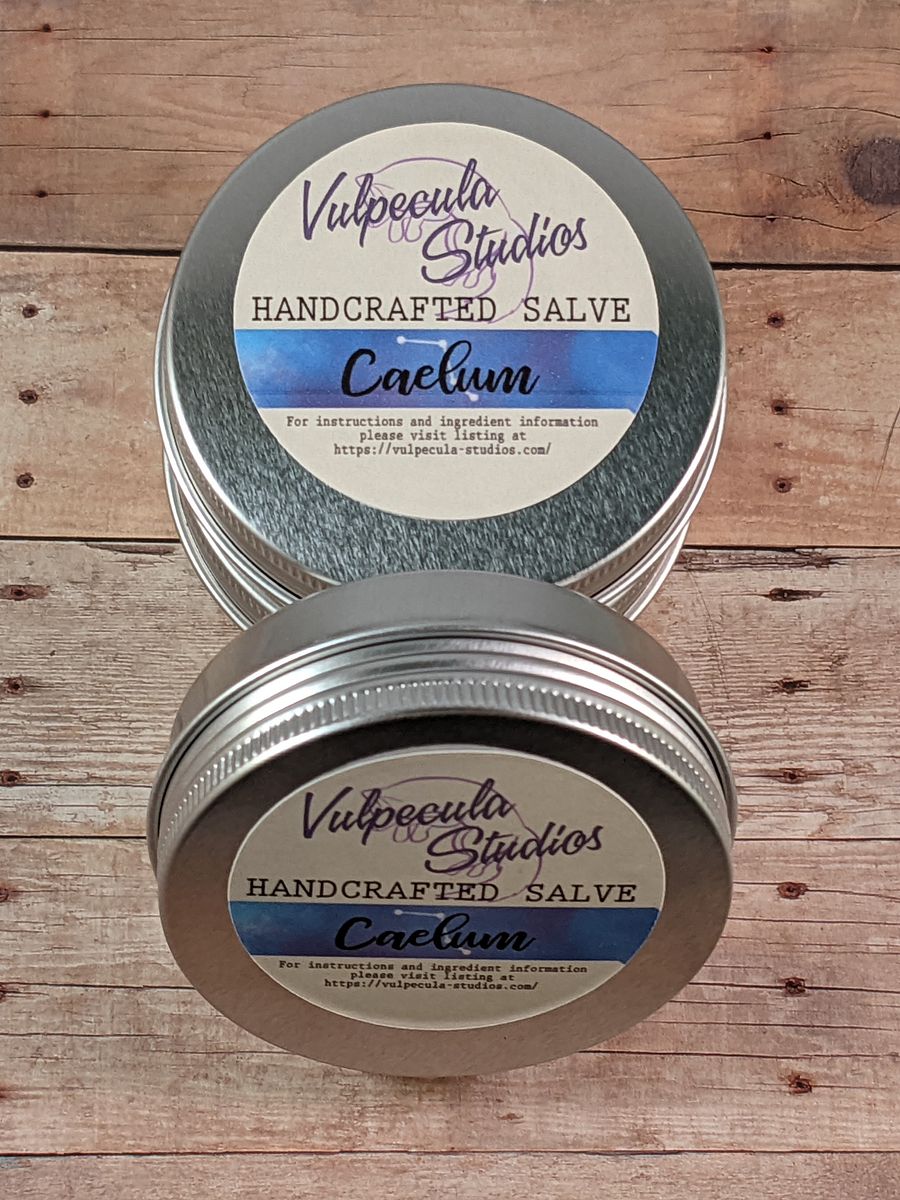 Vulpecula
Studios
HANDCRAFTED SALVE
Caelum
For instructions and ingredient information
please visit listing at
https://vulpecula-studios.com/
Vulpecula
Studios
HANDCRAFTED SALVE
Caelum
For instructions and ingredient information
please visit listing at
https://vulpecula-studios.com/